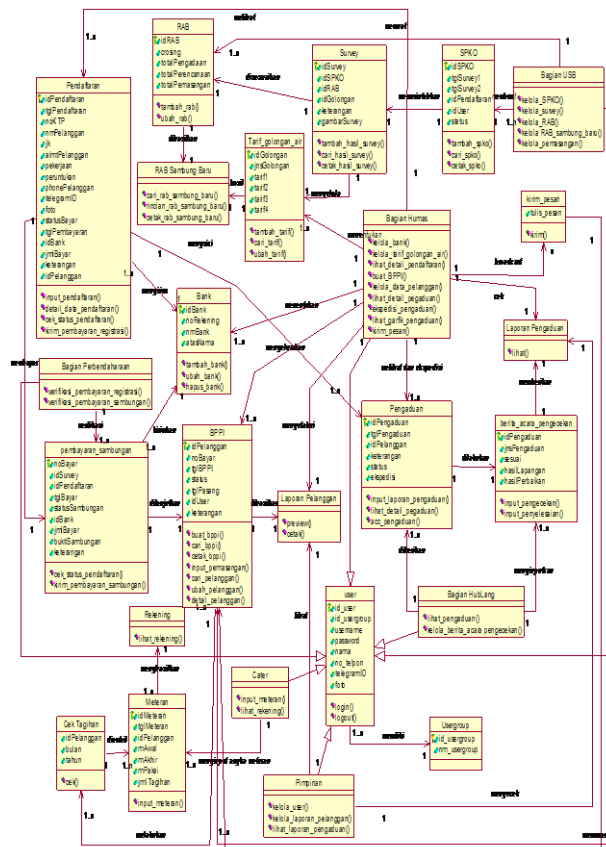 RAB
idRAB
crosing
totalPengadaan
totalPerencanaan
totalPemasangan
tambah_rab()
ubah_rab()
Survey
idSurvey
idSPKO
idRAB
idGolongan
keterangan
gambarSurvey
tambah_hasil_survey()
cari_hasil_survey()
cetak_hasil_survey()
SPKO
idSPKO
tglSurvey1
tglSurvey2
idPendaftaran
idUser
status
tambah_spko()
cari_spko()
cetak_spko()
Bagian USB
kelola_SPKO()
kelola_survey()
kelola_RAB()
kelola RAB_sambung_baru()
kelola_pemasangan()
Pendaftaran
idPendaftaran
tglPendaftaran
noKTP
nmPelanggan
jk
almtPelanggan
pekerjaan
peruntukan
phonePelanggan
telegramID
foto
statusBayar
tglPembayaran
idBank
jmlBayar
keterangan
idPelanggan
input_pendaftaran()
detail_data_pendaftaran()
cek_status_pendaftaran()
kirim_pembayaran_registrasi()
RAB Sambung Baru
cari_rab_sambung_baru()
rincian_rab_sambung_baru()
cetak_rab_sambung_baru()
Tarif_golongan_air
idGolongan
jnsGolongan
tarif1
tarif2
tarif3
tarif4
tambah_tarif()
cari_tarif()
ubah_tarif()
Bagian Humas
kelola_bank()
kelola_tarif_golongan_air()
lihat_detail_pendaftaran()
buat_BPPI()
kelola_data_pelanggan()
lihat_detail_pegaduan()
ekspedisi_pengaduan()
lihat_garfik_pengaduan()
kirim_pesan()
kirim_pesan
tulis_pesan
kirim()
Laporan Pengaduan
lihat()
Bank
idBank
noRekening
nmBank
atasNama
tambah_bank()
ubah_bank()
hapus_bank()
Bagian Perbendaharaan
verifikasi_pembayaran_registrasi()
verifikasi_pembayaran_sambungan()
pembayaran_sambungan
noBayar
idSurvey
idPendaftaran
tglBayar
statusSambungan
idBank
jmlBayar
buktiSambungan
keterangan
cek_status_pendaftaran()
kirim_pembayaran_sambungan()
BPPI
idPelanggan
noBayar
tglBPPI
status
tglPasang
idUser
keterangan
buat_bppi()
cari_bppi()
cetak_bppi()
input_pemasangan()
cari_pelanggan()
ubah_pelanggan()
detail_pelanggan()
Laporan Pelanggan
preview()
cetak()
Pengaduan
idPengaduan
tglPengaduan
idPelanggan
keterangan
status
ekspedisi
input_laporan_pengaduan()
lihat_detail_pegaduan()
acc_pengaduan()
berita_acara_pengecekan
idPengaduan
jnsPengaduan
sesuai
hasilLapangan
hasilPerbaikan
input_pengecekan()
input_penyelesaian()
user
id_user
id_usergroup
username
password
nama
no_telpon
telegramID
foto
login()
logout()
Bagian HubLang
lihat_pengaduan()
kelola_berita_acara pengecekan()
Rekening
lihat_rekening()
Cater
input_meteran()
lihat_rekening()
Cek Tagihan
idPelanggan
bulan
tahun
cek()
Meteran
idMeteran
tglMeteran
idPelanggan
mAwal
mAkhir
mPakai
jmlTagihan
input_meteran()
Usergroup
id_usergroup
nm_usergroup
Pimpinan
kelola_user()
kelola_laporan_pelanggan()
lihat_laporan_pengaduan()